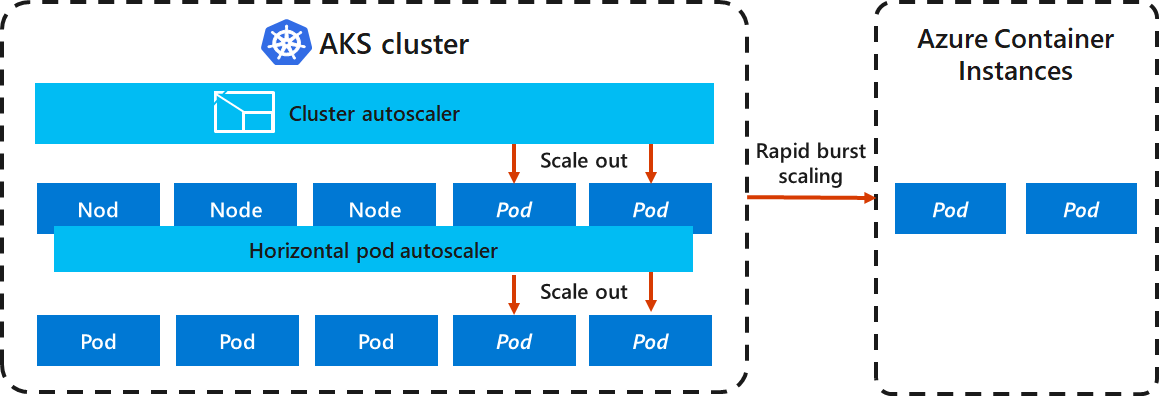 AKS cluster
Cluster autoscaler
Scale out
Nod
Node
Node
Pod
Pod
Horizontal pod autoscaler
Scale out
Pod
Pod
Pod
Pod
Pod
Rapid burst
scaling
Azure Container
Instances
Pod
Pod